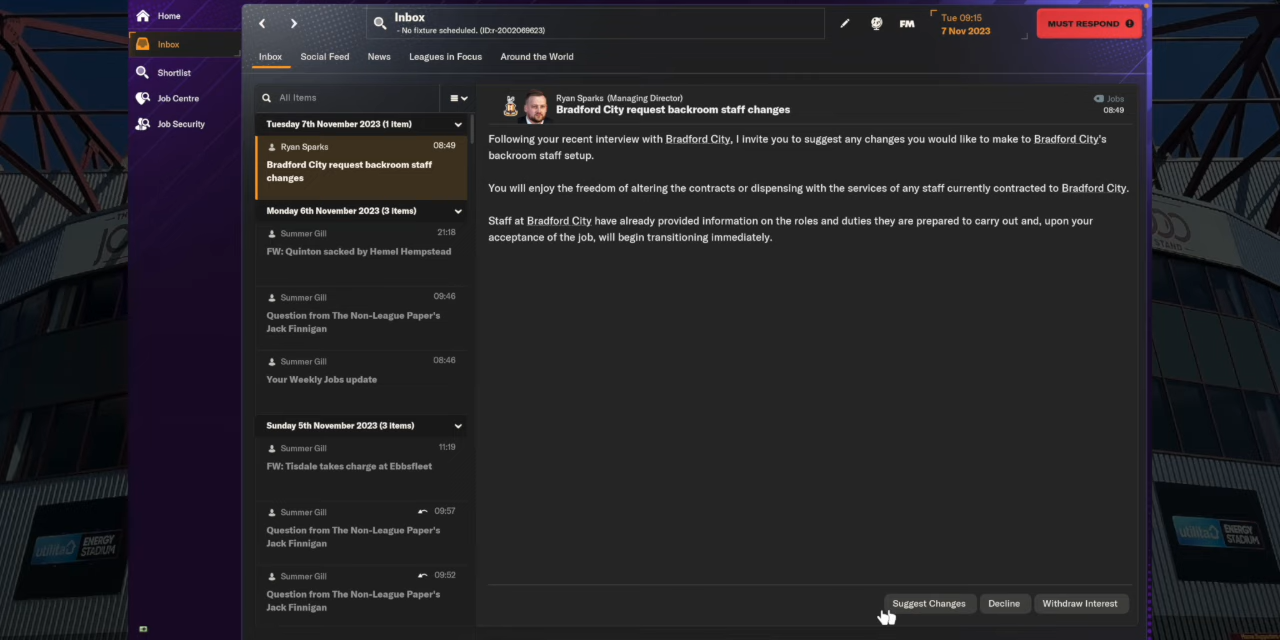 Home
Inbox
Shortlist
Job Centre
Job Security
Inbox
- No fixture scheduled. (ID:r-2002069623)
FM
Tue 09:15
7 Nov 2023
MUST RESPOND
Inbox Social Feed News Leagues in Focus Around the World
All Items
Tuesday 7th November 2023 (1 item)
Ryan Sparks 08:49
Bradford City request backroom staff
changes
Monday 6th November 2023 (3 items)
Summer Gill 21:18
FW: Quinton sacked by Hemel Hempstead
Summer Gill 09:46
Question from The Non-League Paper's
Jack Finnigan
Summer Gill 08:46
Your Weekly Jobs update
Sunday 5th November 2023 (3 items)
Summer Gill 11:19
FW: Tisdale takes charge at Ebbsfleet
Summer Gill 09:57
Question from The Non-League Paper's
Jack Finnigan
Summer Gill 09:52
Question from The Non-League Paper's
Jack Finnigan
Ryan Sparks (Managing Director)
Bradford City request backroom staff changes
Jobs
08:49
Following your recent interview with Bradford City, I invite you to suggest any changes you would like to make to Bradford City's
backroom staff setup.
You will enjoy the freedom of altering the contracts or dispensing with the services of any staff currently contracted to Bradford City.
Staff at Bradford City have already provided information on the roles and duties they are prepared to carry out and, upon your
acceptance of the job, will begin transitioning immediately.
Suggest Changes Decline Withdraw Interest
utilita ENERGY
STADIUM
utilita ENERGY
STADIUM
STAND